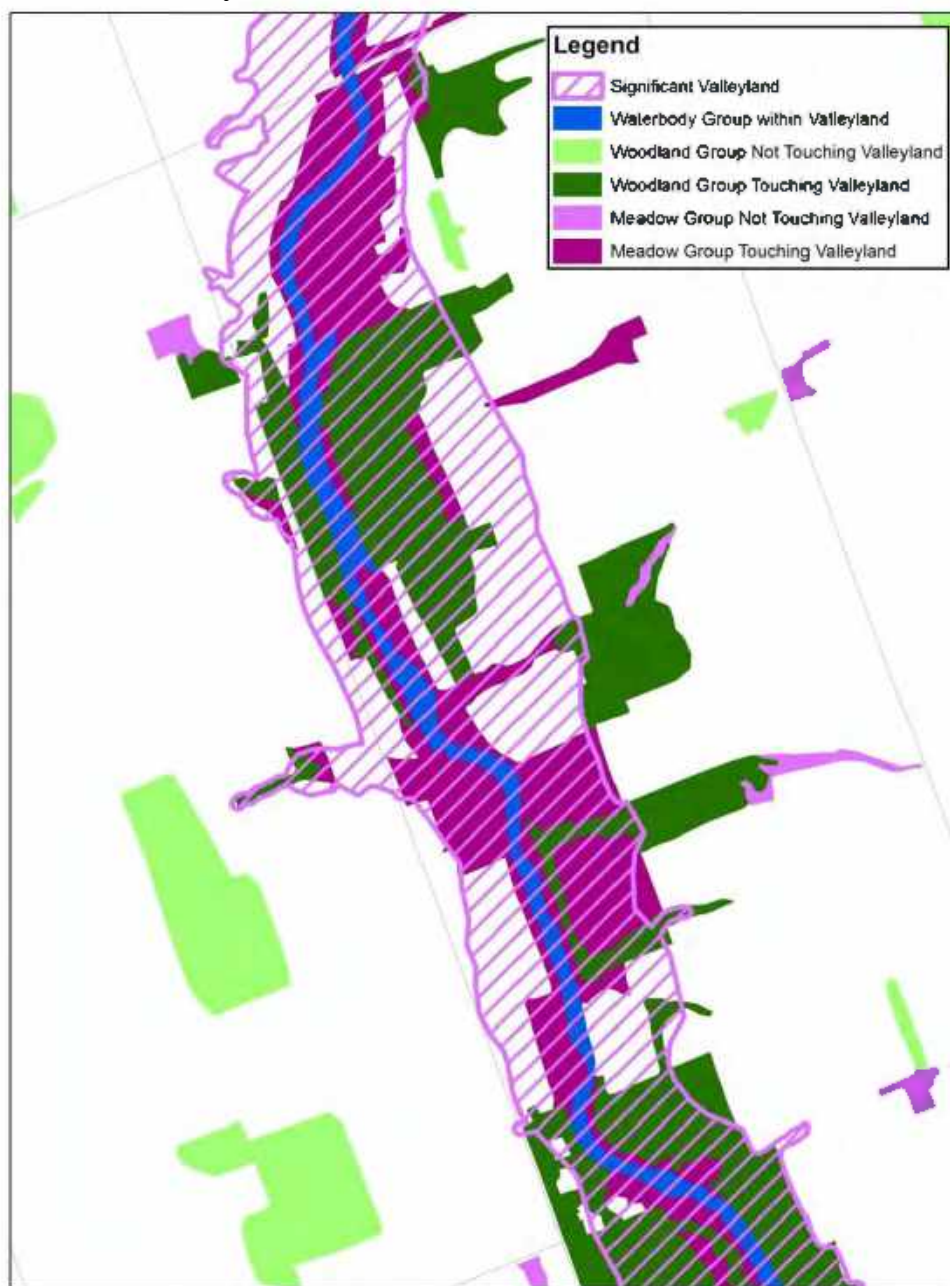 Legend
Significant Valleyland
Waterbody Group within Valleyland
Woodland Group Not Touching Valleyland
Woodland Group Touching Valleyland
Meadow Group Not Touching Valleyland
Meadow Group Touching Valleyland